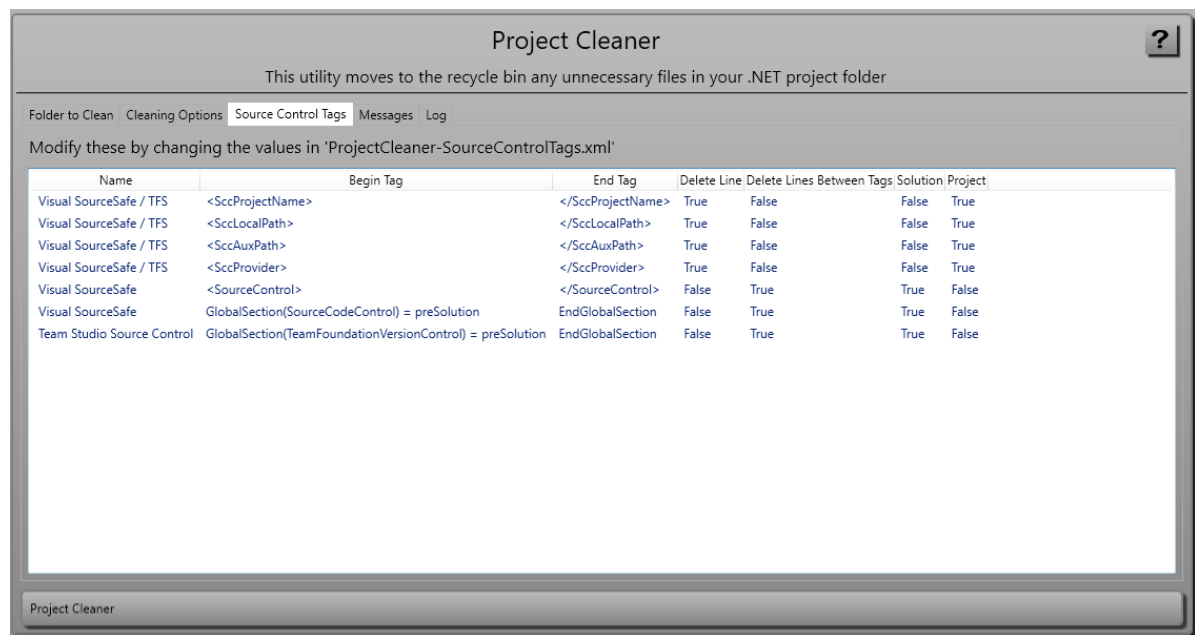 Project Cleaner
?
This utility moves to the recycle bin any unnecessary files in your .NET project folder
Folder to Clean Cleaning Options Source Control Tags Messages Log
Modify these by changing the values in 'ProjectCleaner-SourceControlTags.xml'
Name Begin Tag End Tag Delete Line Delete Lines Between Tags Solution Project
Visual SourceSafe / TFS <SccProjectName> </SccProjectName> True False False True
Visual SourceSafe / TFS <SccLocalPath> </SccLocalPath> True False False True
Visual SourceSafe / TFS <SccAuxPath> </SccAuxPath> True False False True
Visual SourceSafe / TFS <SccProvider> </SccProvider> True False False True
Visual SourceSafe <SourceControl> </SourceControl> False True True False
Visual SourceSafe GlobalSection(SourceCodeControl) = preSolution EndGlobalSection False True True False
Team Studio Source Control GlobalSection(TeamFoundationVersionControl) = preSolution EndGlobalSection False True True False
Project Cleaner